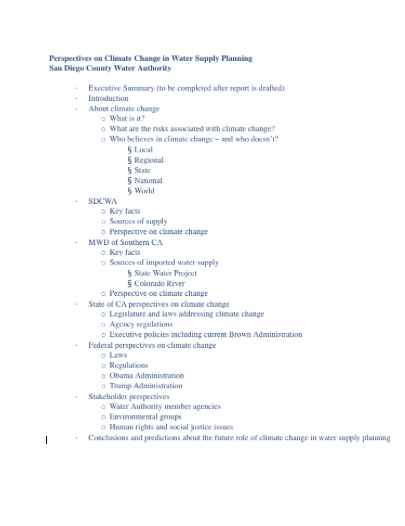 Perspectives on Climate Change in Water Supply Planning
San Diego County Water Authority
· Executive Summary (to be completed after report is drafted)
· Introduction
· About climate change
o What is it?
o What are the risks associated with climate change?
o Who believes in climate change – and who doesn't?
§ Local
§ Regional
§ State
§ National
§ World
· SDCWA
o Key facts
o Sources of supply
o Perspective on climate change
· MWD of Southern CA
o Key facts
o Sources of imported water supply
§ State Water Project
§ Colorado River
o Perspective on climate change
· State of CA perspectives on climate change
o Legislature and laws addressing climate change
o Agency regulations
o Executive policies including current Brown Administration
· Federal perspectives on climate change
o Laws
o Regulations
o Obama Administration
o Trump Administration
· Stakeholder perspectives
o Water Authority member agencies
o Environmental groups
o Human rights and social justice issues
· Conclusions and predictions about the future role of climate change in water supply planning